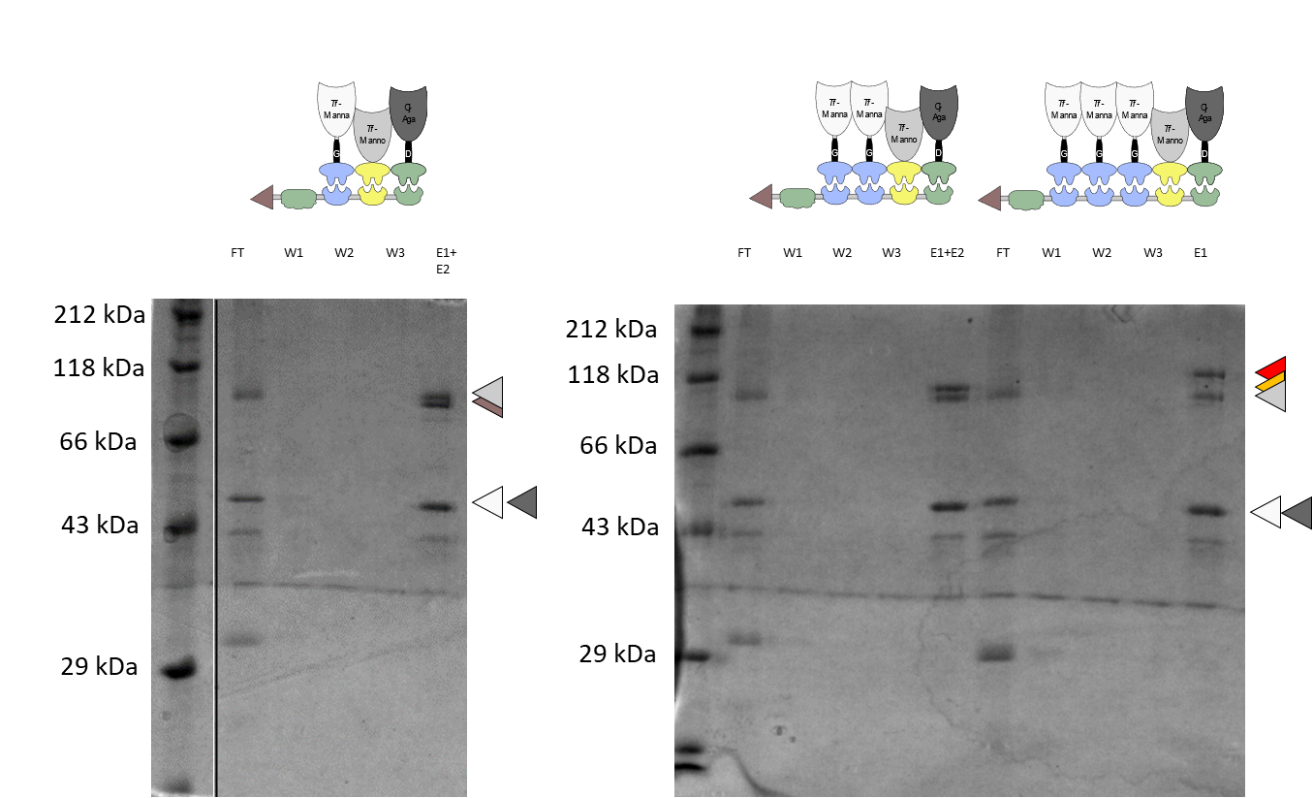 Tf-
Manna
Tf-
Manno
Cj
Aga
G
D
Tf-
Manna
Tf-
Manna
Tf-
Manno
Cj
Aga
G
G
D
Tf-
Manna
Tf-
Manna
Tf-
Manna
Tf-
Manno
Cj
Aga
G
G
G
D
FT W1 W2 W3 E1+
E2
FT W1 W2 W3 E1+E2 FT W1 W2 W3 E1
212 kDa
118 kDa
66 kDa
43 kDa
29 kDa
212 kDa
118 kDa
66 kDa
43 kDa
29 kDa